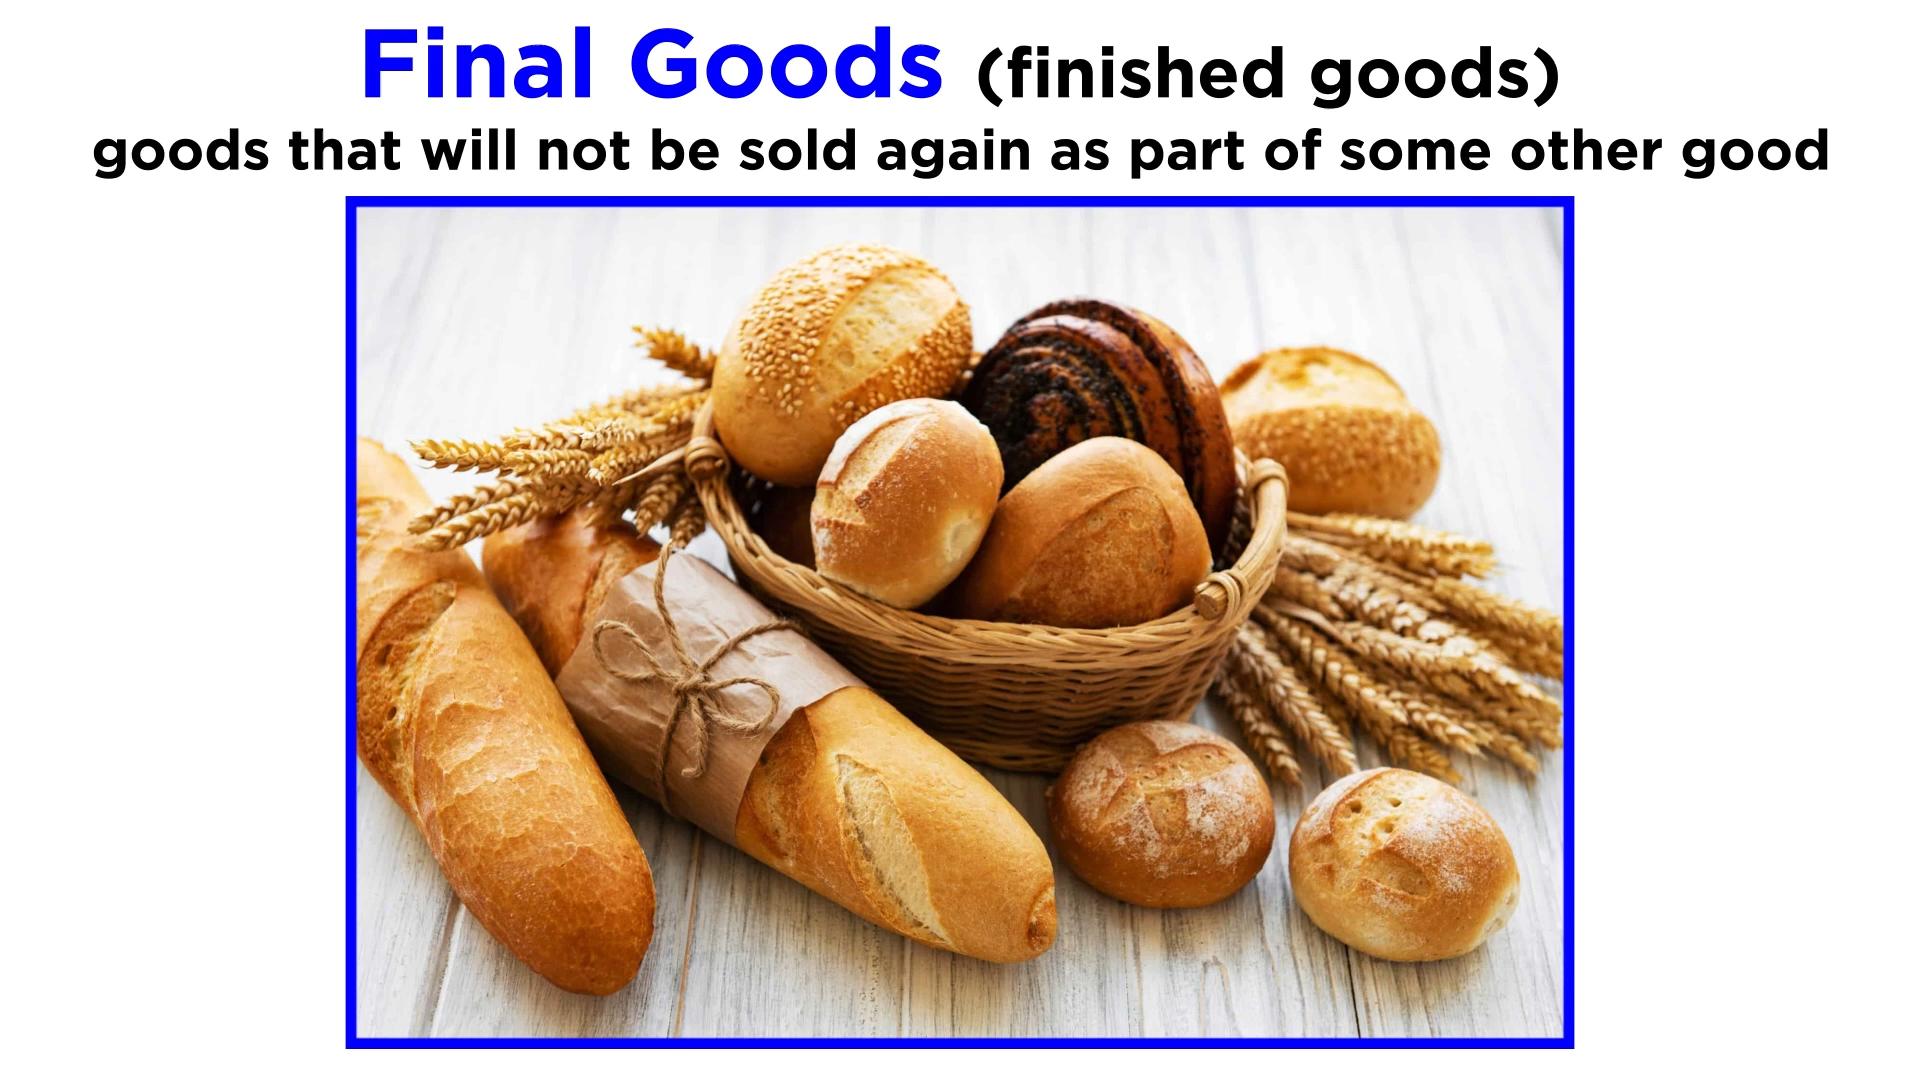 Final Goods (finished goods)
goods that will not be sold again as part of some other good